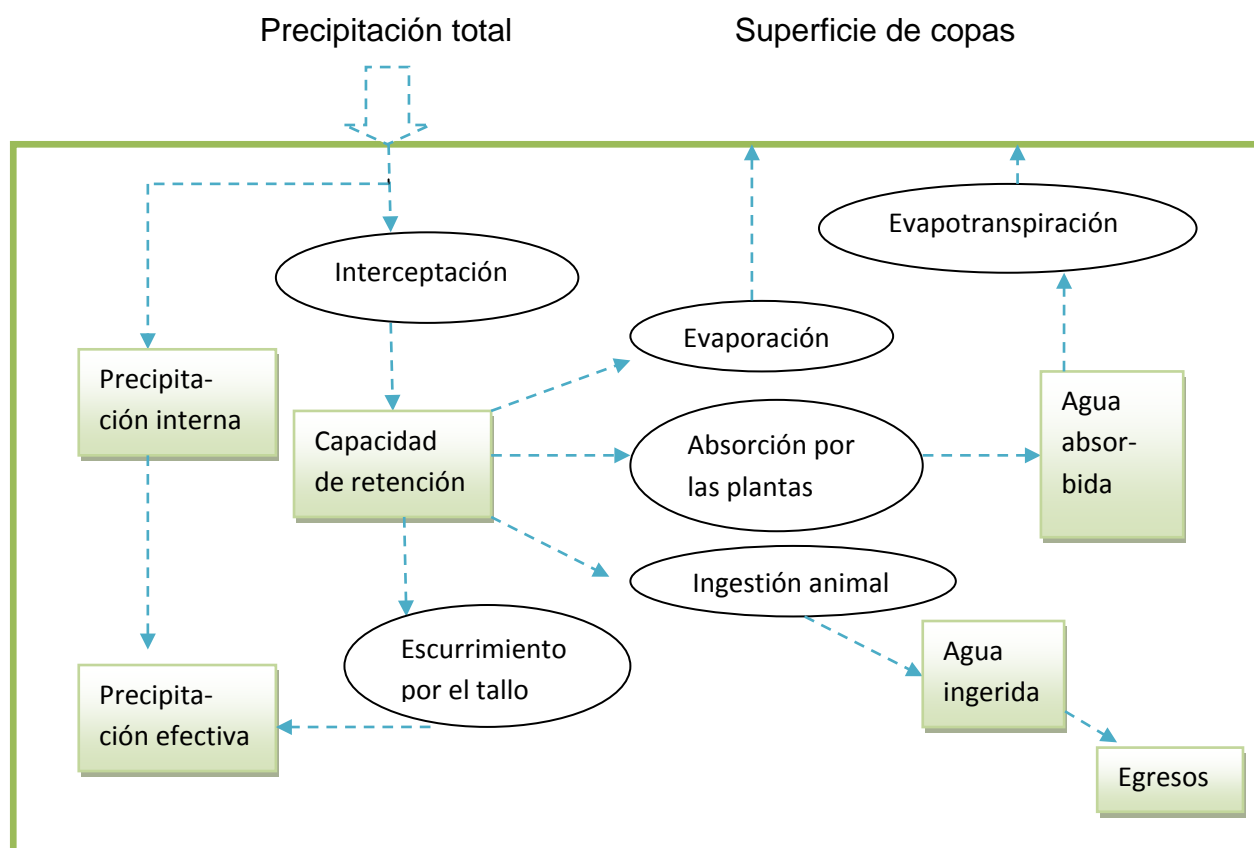 Precipitación total
Superficie de copas
Evapotranspiración
Interceptación
Evaporación
Precipita-
ción interna
Capacidad
de retención
Absorción por
las plantas
Agua
absor-
bida
Ingestión animal
Escurrimiento
por el tallo
Agua
ingerida
Precipita-
ción efectiva
Egresos